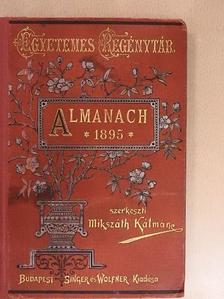 EGYETEMES REGÉNYTÁR.
ALMANACH
* 1895 *
szerkeszti
Mikszáth Kálmán.
BUDAPEST SINGER és WOLFNER Kiadása